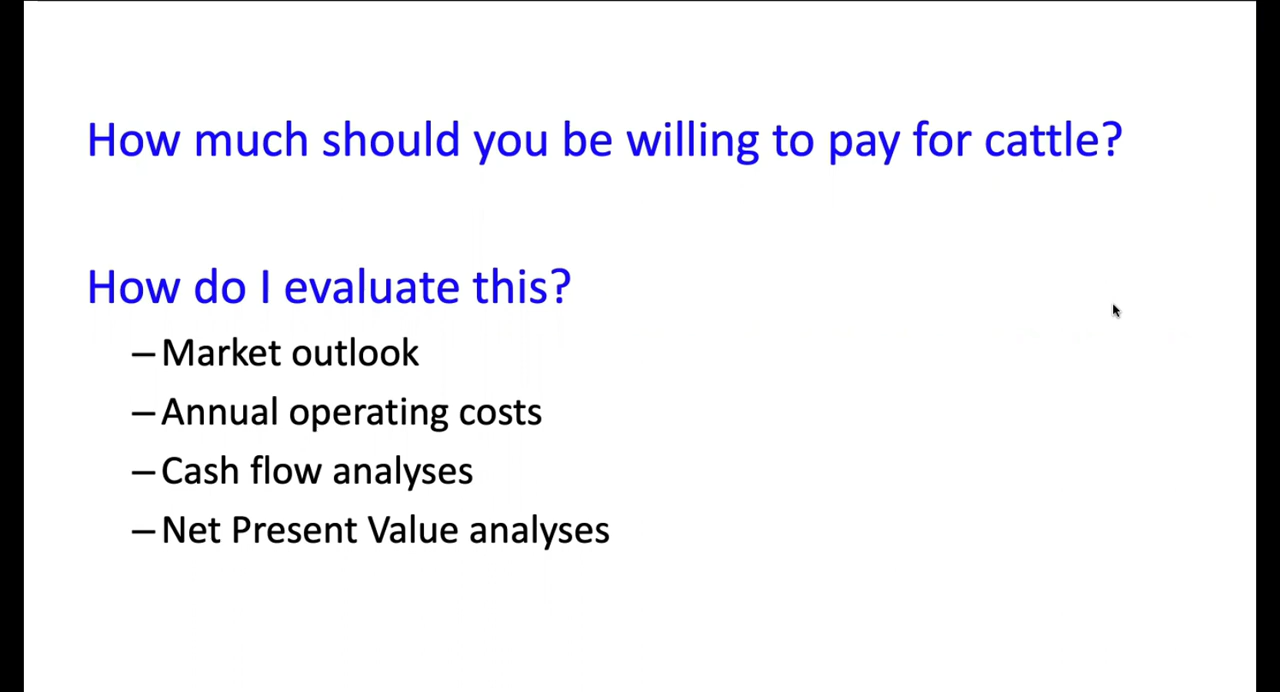 How much should you be willing to pay for cattle?
How do I evaluate this?
–Market outlook
–Annual operating costs
–Cash flow analyses
–Net Present Value analyses